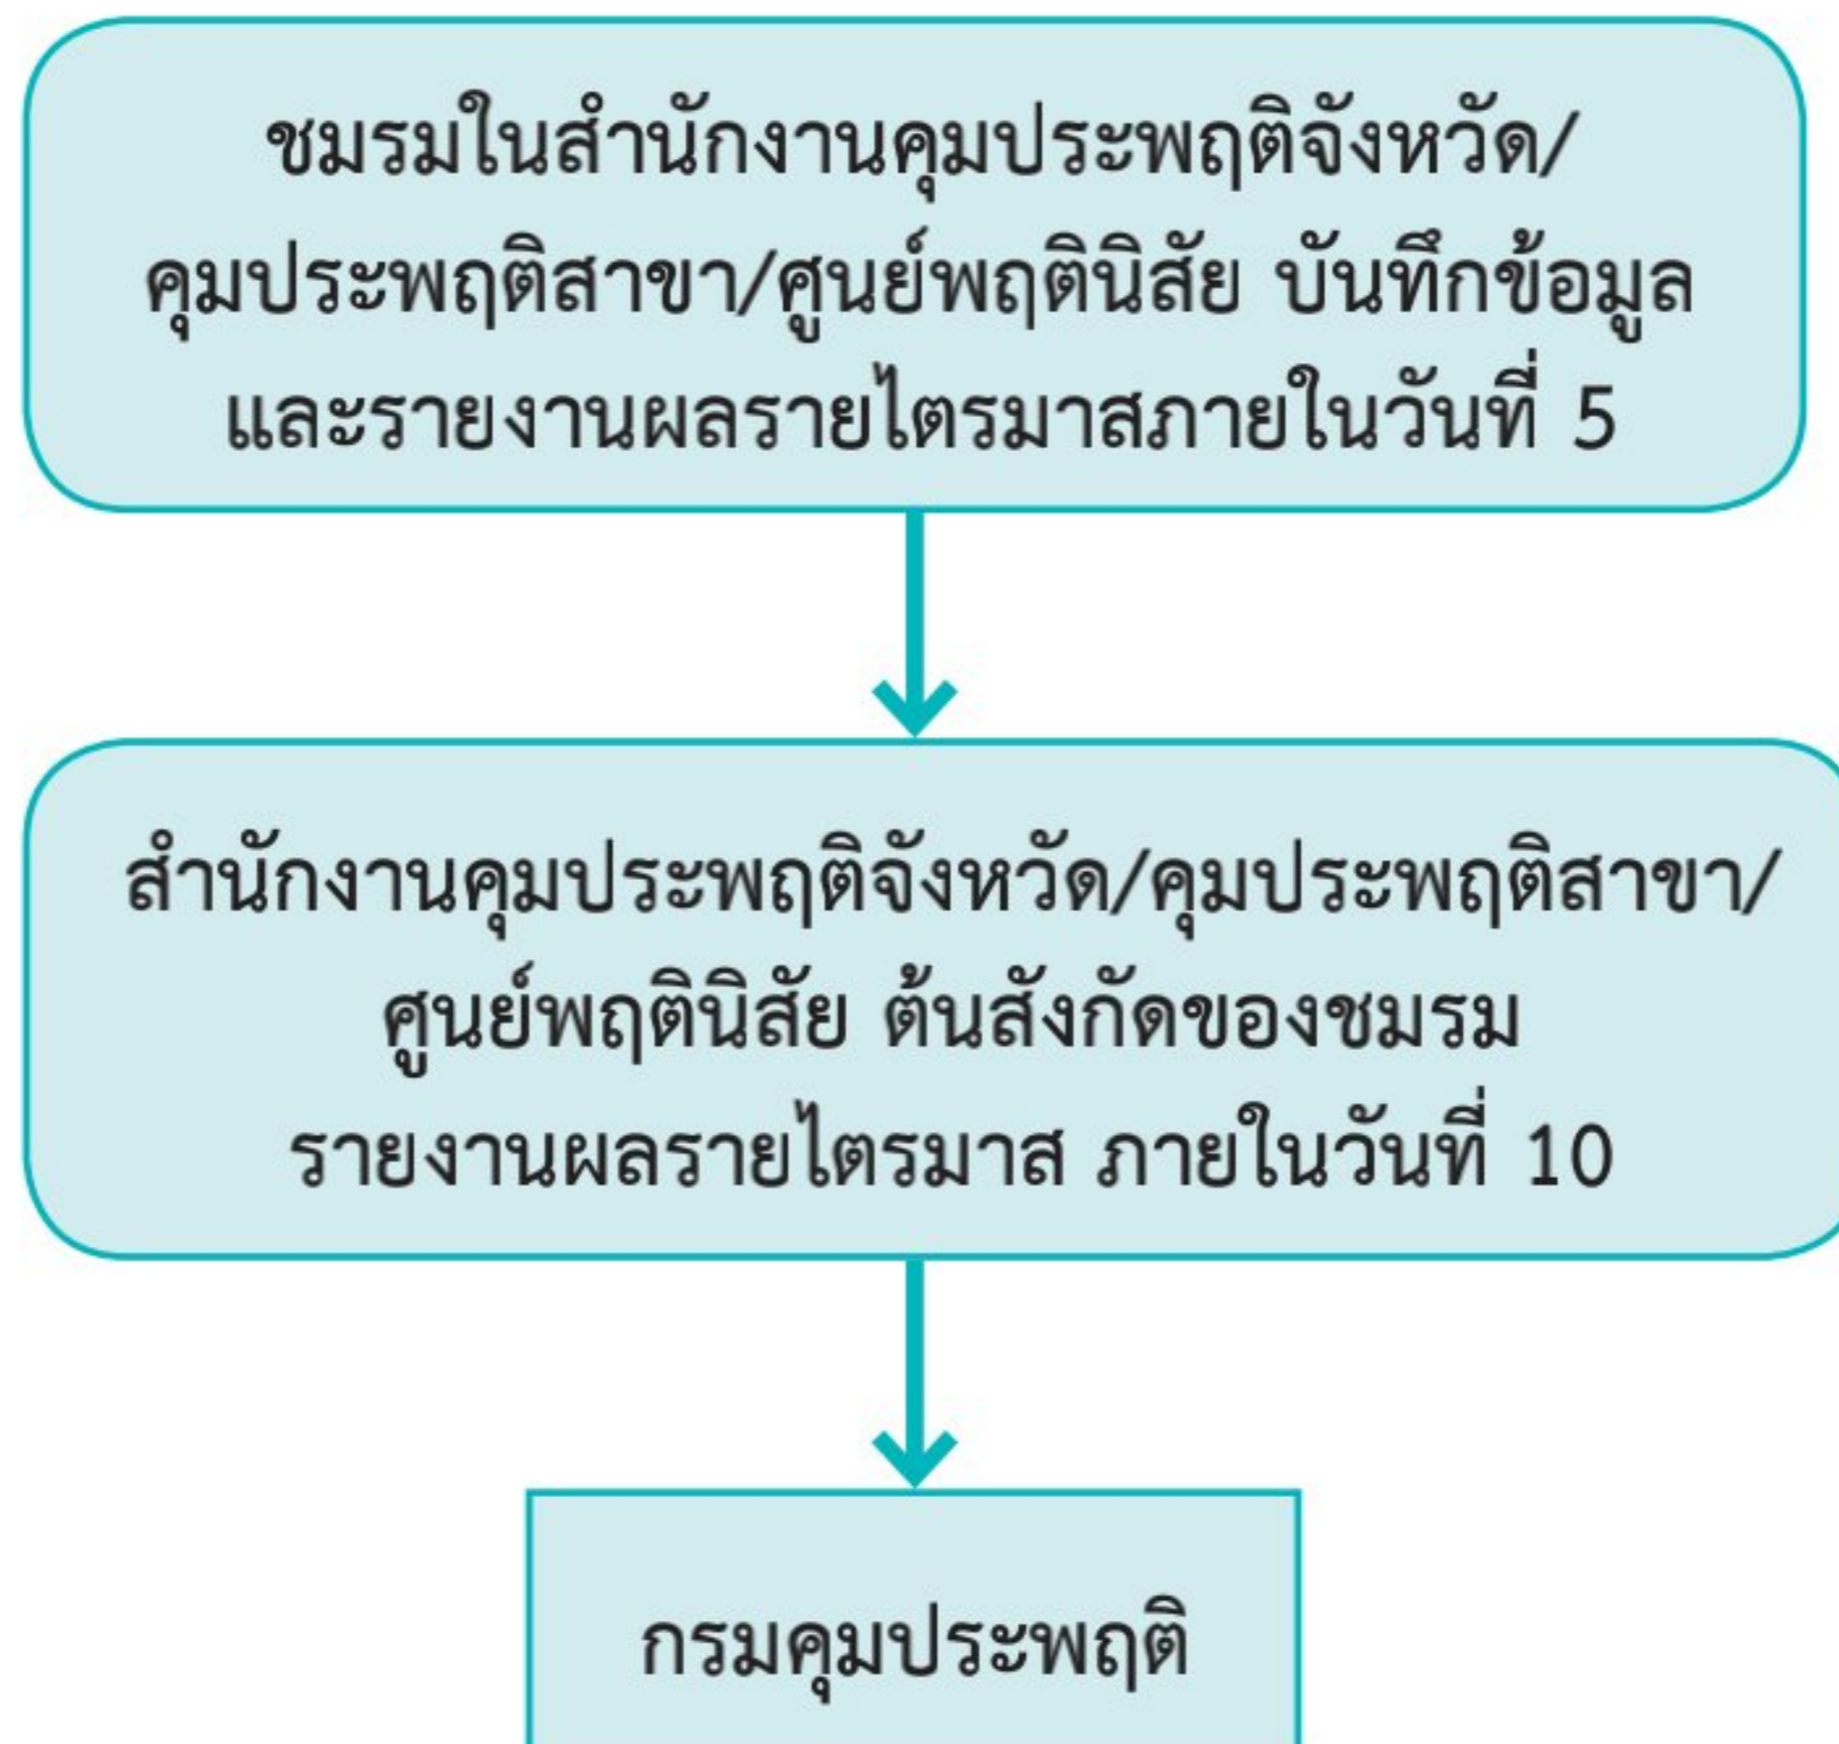 ชมรมในสำนักงานคุมประพฤติจังหวัด/
คุมประพฤติสาขา/ศูนย์พฤตินิสัย บันทึกข้อมูล
และรายงานผลรายไตรมาสภายในวันที่ 5
สำนักงานคุมประพฤติจังหวัด/คุมประพฤติสาขา/
ศูนย์พฤตินิสัย ต้นสังกัดของชมรม
รายงานผลรายไตรมาส ภายในวันที่ 10
กรมคุมประพฤติ